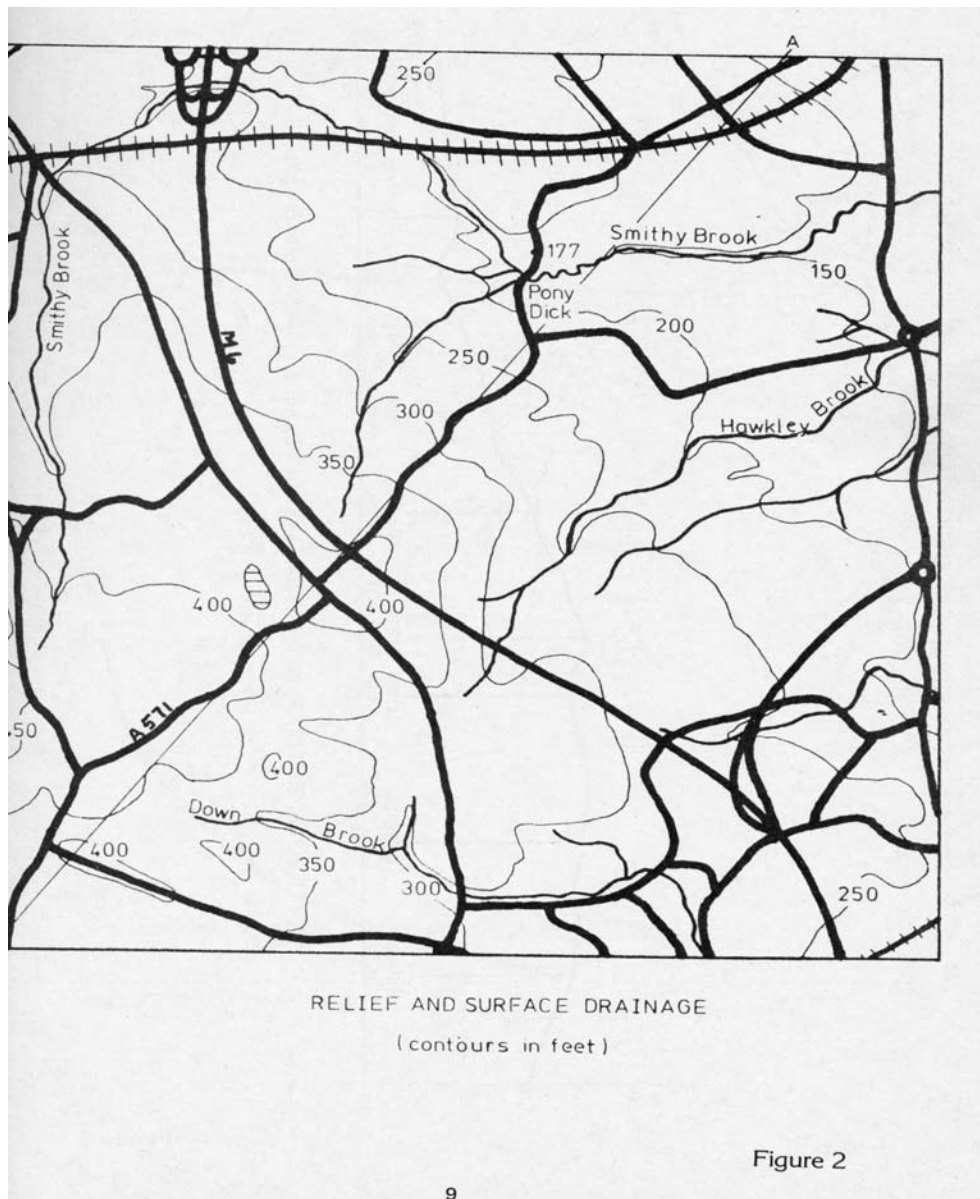 A
250
Smithy Brook
177
150
Pony
Dick
200
Smithy Brook
M6
250
300
Hawkley Brook
350
400
400
A571
450
400
Down Brook
400
400
350
300
250
RELIEF AND SURFACE DRAINAGE
(contours in feet)
Figure 2
9